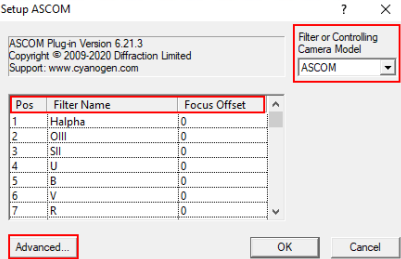 Setup ASCOM
? ×
ASCOM Plug-in Version 6.21.3
Copyright © 2009-2020 Diffraction Limited
Support: www.cyanogen.com
Filter or Controlling
Camera Model
ASCOM
Pos Filter Name Focus Offset
1 Halpha 0
2 OIII 0
3 SII 0
4 U 0
5 B 0
6 V 0
7 R 0
Advanced... OK Cancel